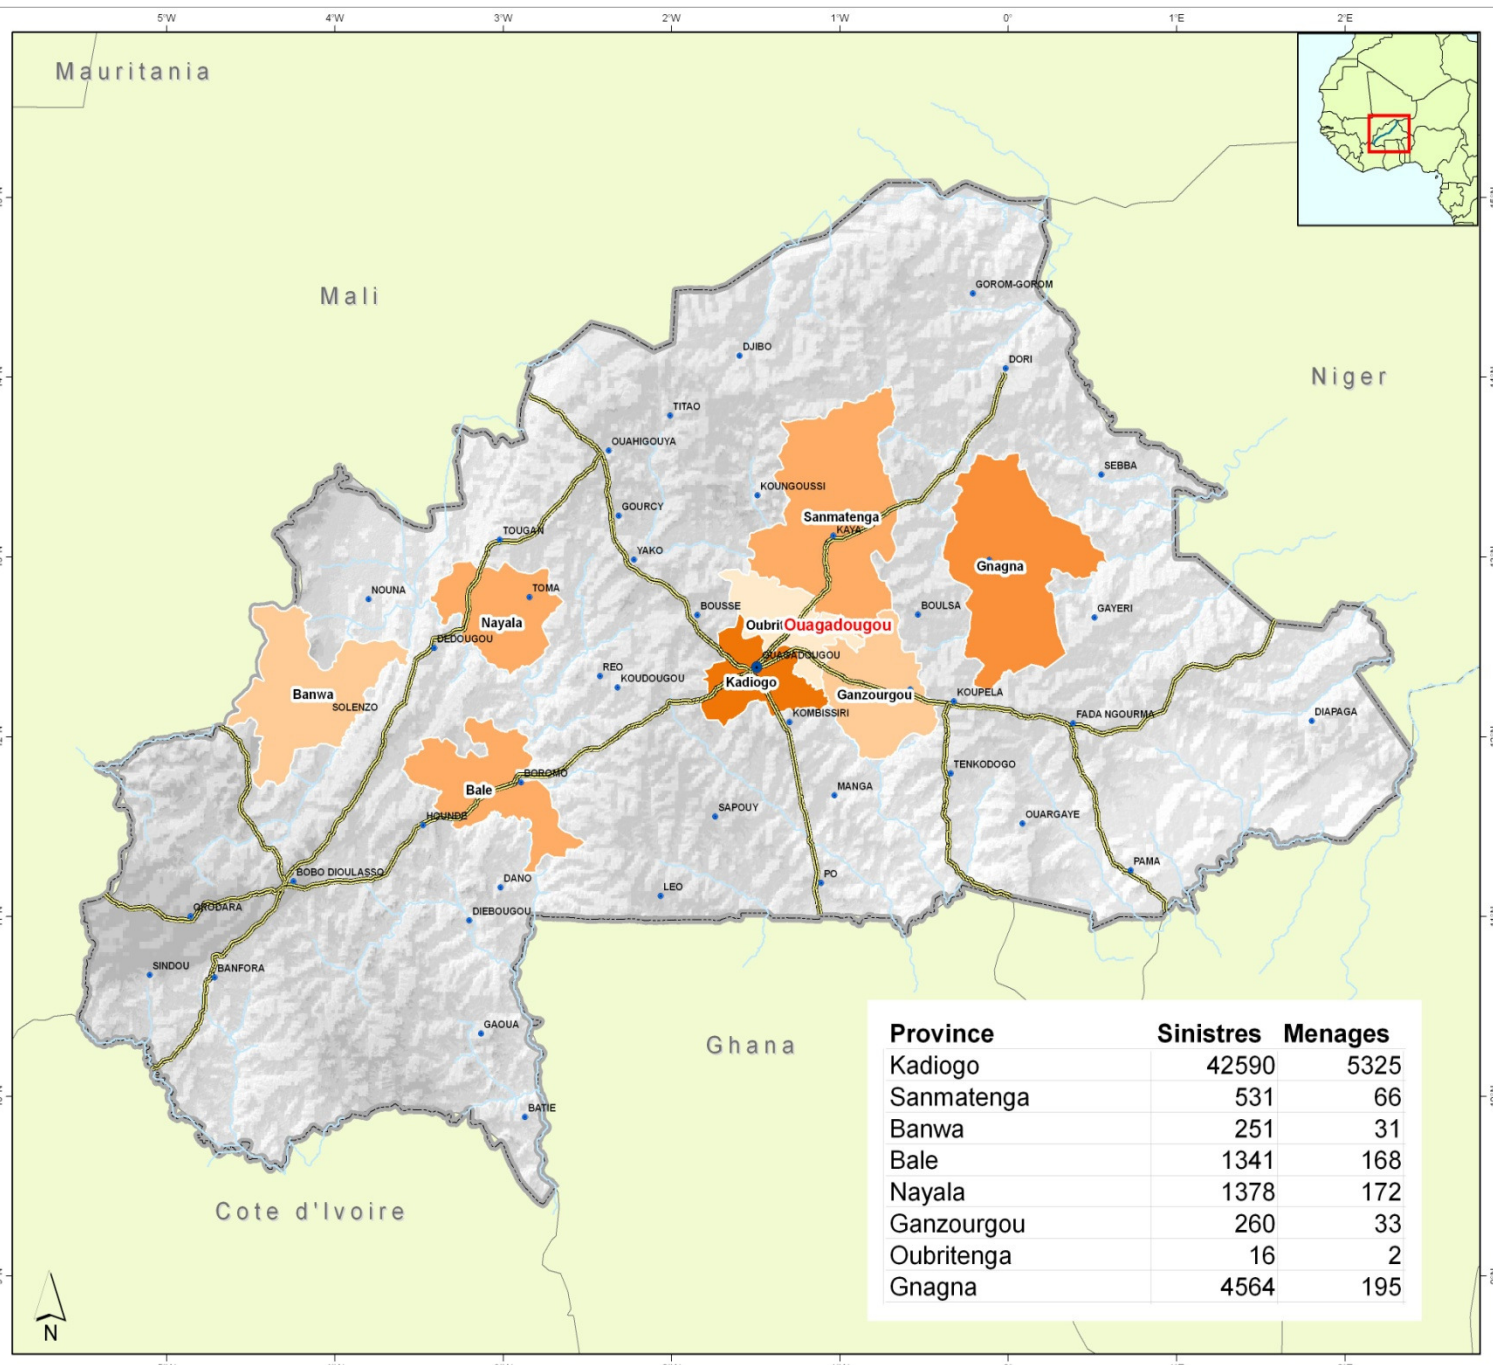 5°W 4°W 3°W 2°W 1°W 0° 1°E 2°E
Mauritania
Mali
Niger
GOROM-GOROM
DJIBO
DORI
TITAO
OUAHIGOUYA
SEBBA
KOUNGOUSSI
GOURCY
Sanmatenga
KAYA
TOUGAN
YAKO
Gnagna
NOUNA
TOMA
BOUSSE
BOULSA
GAYERI
Nayala
Oubrit
Ouagadougou
DEDOUGOU
OUAGADOUGOU
REO
KOUDOUGOU
Kadiogo
Banwa
SOLENZO
Ganzourgou
KOUPELA
KOMBISSIRI
FADA NGOURMA
DIAPAGA
BOROMO
TENKODOGO
Bale
MANGA
SAPOUY
HOUNDE
OUARGAYE
PAMA
BOBO DIOULASSO
DANO
LEO
PO
ORODARA
DIEBOUGOU
SINDOU
BANFORA
GAOUA
Ghana
BATIE
Cote d'Ivoire
Province Sinistres Menages
Kadiogo 42590 5325
Sanmatenga 531 66
Banwa 251 31
Bale 1341 168
Nayala 1378 172
Ganzourgou 260 33
Oubritenga 16 2
Gnagna 4564 195
N